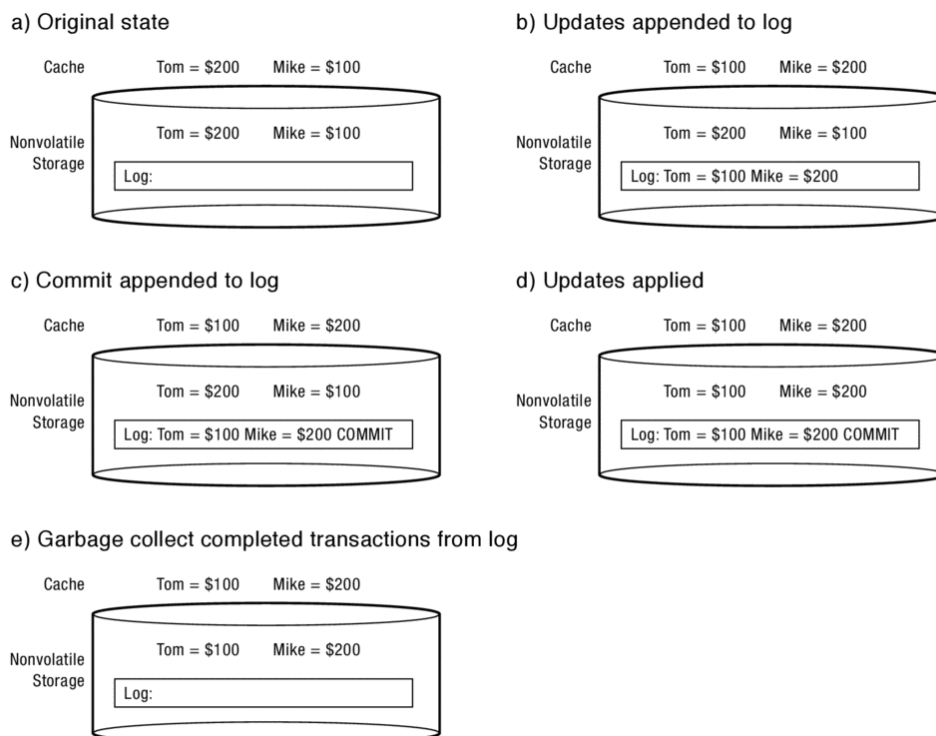 a) Original state
Cache Tom = $200 Mike = $100
Nonvolatile Storage Tom = $200 Mike = $100
Log:
b) Updates appended to log
Cache Tom = $100 Mike = $200
Nonvolatile Storage Tom = $200 Mike = $100
Log: Tom = $100 Mike = $200
c) Commit appended to log
Cache Tom = $100 Mike = $200
Nonvolatile Storage Tom = $200 Mike = $100
Log: Tom = $100 Mike = $200 COMMIT
d) Updates applied
Cache Tom = $100 Mike = $200
Nonvolatile Storage Tom = $100 Mike = $200
Log: Tom = $100 Mike = $200 COMMIT
e) Garbage collect completed transactions from log
Cache Tom = $100 Mike = $200
Nonvolatile Storage Tom = $100 Mike = $200
Log: